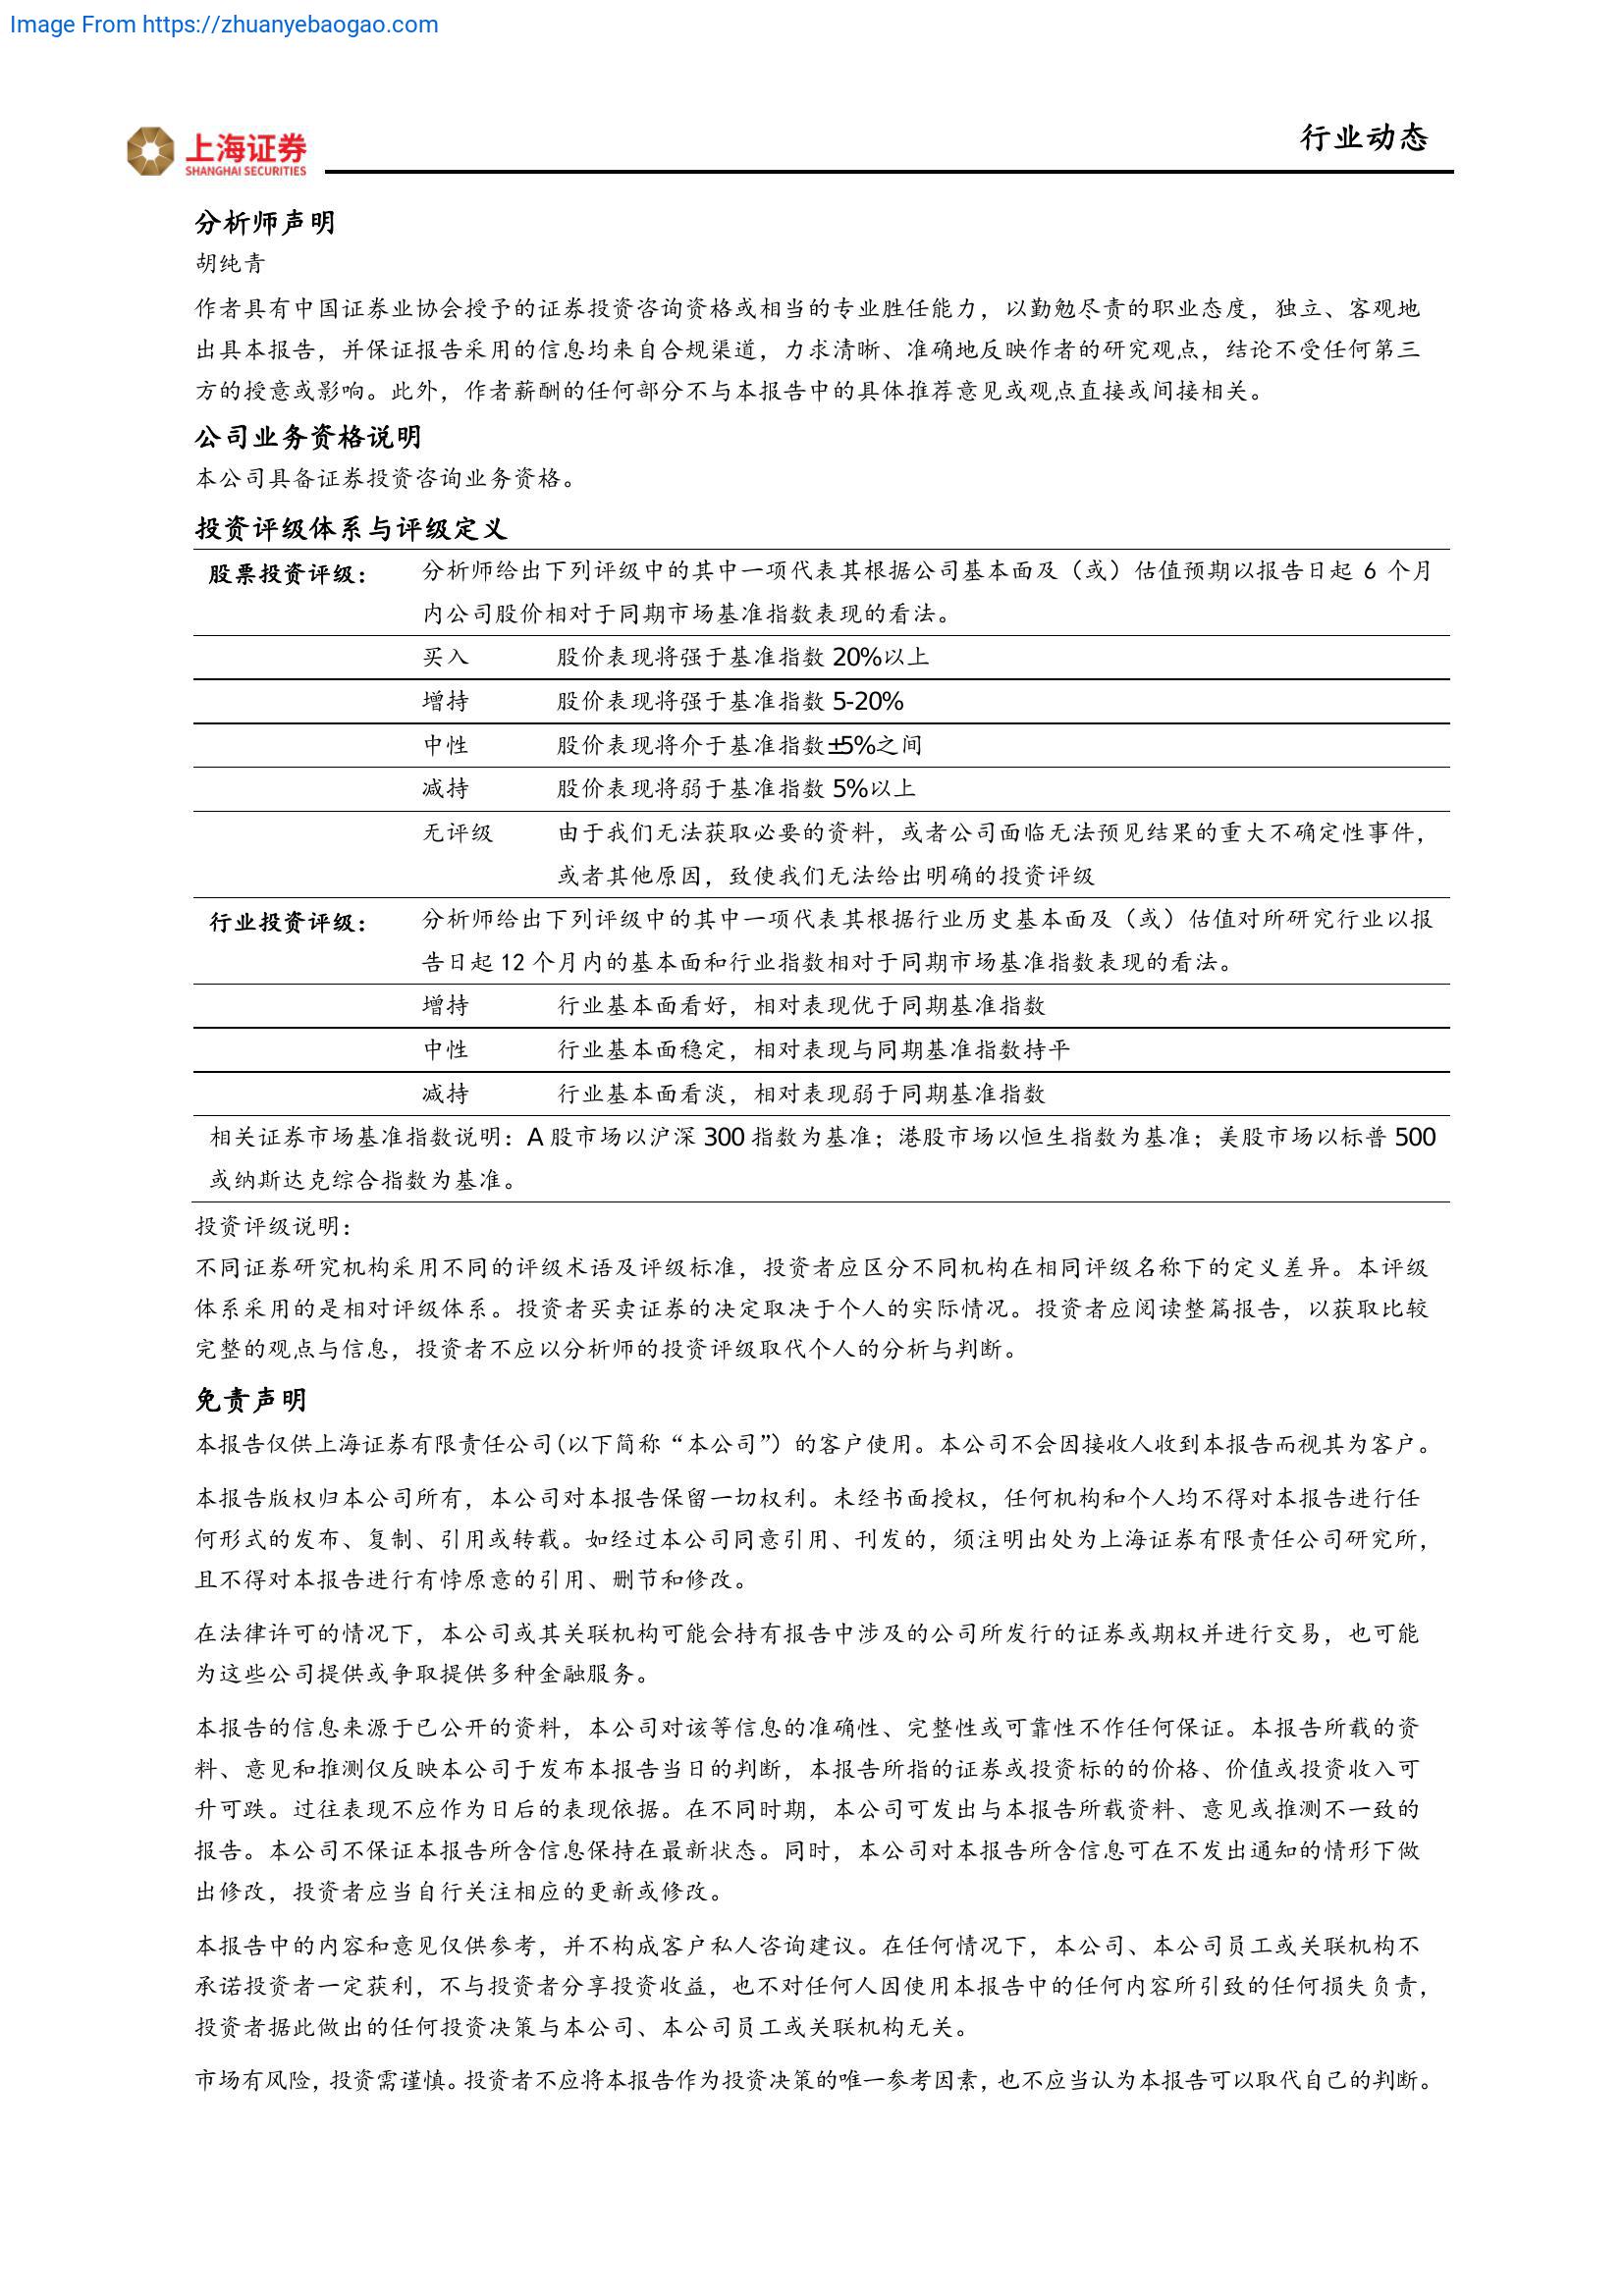 Image From https://zhuanyebaogao.com
上海证券
SHANGHAI SECURITIES
行业动态
分析师声明
胡纯青
作者具有中国证券业协会授予的证券投资咨询资格或相当的专业胜任能力，以勤勉尽责的职业态度，独立、客观地
出具本报告，并保证报告采用的信息均来自合规渠道，力求清晰、准确地反映作者的研究观点，结论不受任何第三
方的授意或影响。此外，作者薪酬的任何部分不与本报告中的具体推荐意见或观点直接或间接相关。
公司业务资格说明
本公司具备证券投资咨询业务资格。
投资评级体系与评级定义
股票投资评级： 分析师给出下列评级中的其中一项代表其根据公司基本面及（或）估值预期以报告日起 6 个月
内公司股价相对于同期市场基准指数表现的看法。
买入 股价表现将强于基准指数 20%以上
增持 股价表现将强于基准指数 5-20%
中性 股价表现将介于基准指数±5%之间
减持 股价表现将弱于基准指数 5%以上
无评级 由于我们无法获取必要的资料，或者公司面临无法预见结果的重大不确定性事件，
或者其他原因，致使我们无法给出明确的投资评级
行业投资评级： 分析师给出下列评级中的其中一项代表其根据行业历史基本面及（或）估值对所研究行业以报
告日起 12 个月内的基本面和行业指数相对于同期市场基准指数表现的看法。
增持 行业基本面看好，相对表现优于同期基准指数
中性 行业基本面稳定，相对表现与同期基准指数持平
减持 行业基本面看淡，相对表现弱于同期基准指数
相关证券市场基准指数说明：A 股市场以沪深 300 指数为基准；港股市场以恒生指数为基准；美股市场以标普 500
或纳斯达克综合指数为基准。
投资评级说明：
不同证券研究机构采用不同的评级术语及评级标准，投资者应区分不同机构在相同评级名称下的定义差异。本评级
体系采用的是相对评级体系。投资者买卖证券的决定取决于个人的实际情况。投资者应阅读整篇报告，以获取比较
完整的观点与信息，投资者不应以分析师的投资评级取代个人的分析与判断。
免责声明
本报告仅供上海证券有限责任公司(以下简称“本公司”）的客户使用。本公司不会因接收人收到本报告而视其为客户。
本报告版权归本公司所有，本公司对本报告保留一切权利。未经书面授权，任何机构和个人均不得对本报告进行任
何形式的发布、复制、引用或转载。如经过本公司同意引用、刊发的，须注明出处为上海证券有限责任公司研究所，
且不得对本报告进行有悖原意的引用、删节和修改。
在法律许可的情况下，本公司或其关联机构可能会持有报告中涉及的公司所发行的证券或期权并进行交易，也可能
为这些公司提供或争取提供多种金融服务。
本报告的信息来源于已公开的资料，本公司对该等信息的准确性、完整性或可靠性不作任何保证。本报告所载的资
料、意见和推测仅反映本公司于发布本报告当日的判断，本报告所指的证券或投资标的的价格、价值或投资收入可
升可跌。过往表现不应作为日后的表现依据。在不同时期，本公司可发出与本报告所载资料、意见或推测不一致的
报告。本公司不保证本报告所含信息保持在最新状态。同时，本公司对本报告所含信息可在不发出通知的情形下做
出修改，投资者应当自行关注相应的更新或修改。
本报告中的内容和意见仅供参考，并不构成客户私人咨询建议。在任何情况下，本公司、本公司员工或关联机构不
承诺投资者一定获利，不与投资者分享投资收益，也不对任何人因使用本报告中的任何内容所引致的任何损失负责，
投资者据此做出的任何投资决策与本公司、本公司员工或关联机构无关。
市场有风险，投资需谨慎。投资者不应将本报告作为投资决策的唯一参考因素，也不应当认为本报告可以取代自己的判断。